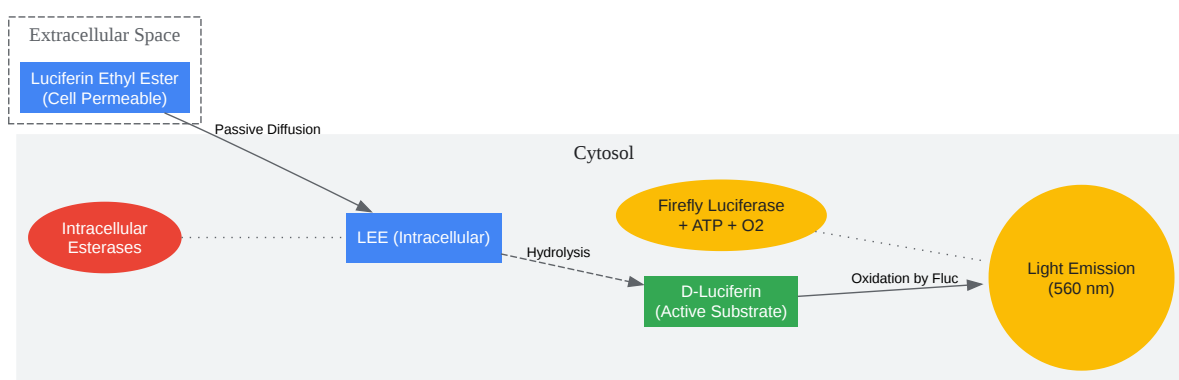 Extracellular Space
Luciferin Ethyl Ester
(Cell Permeable)
Passive Diffusion
Cytosol
Intracellular
Esterases
LEE (Intracellular)
Hydrolysis
Firefly Luciferase
+ ATP + O2
D-Luciferin
(Active Substrate)
Oxidation by Fluc
Light Emission
(560 nm)